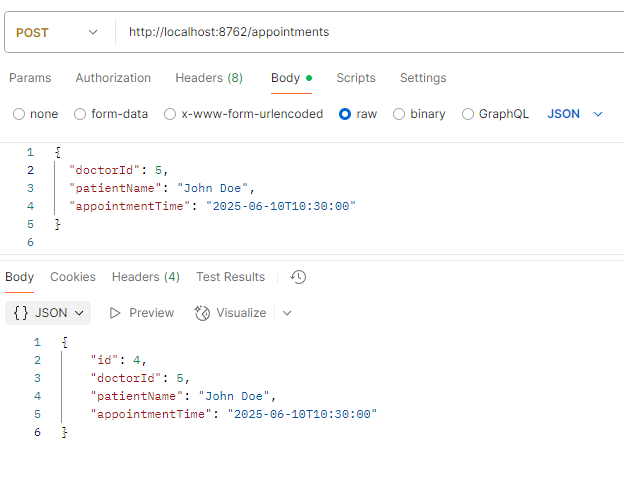 POST http://localhost:8762/appointments
Params Authorization Headers (8) Body Scripts Settings
none form-data x-www-form-urlencoded raw binary GraphQL JSON
1 {
2 "doctorId": 5,
3 "patientName": "John Doe",
4 "appointmentTime": "2025-06-10T10:30:00"
5 }
6
Body Cookies Headers (4) Test Results
{} JSON Preview Visualize
1 {
2 "id": 4,
3 "doctorId": 5,
4 "patientName": "John Doe",
5 "appointmentTime": "2025-06-10T10:30:00"
6 }